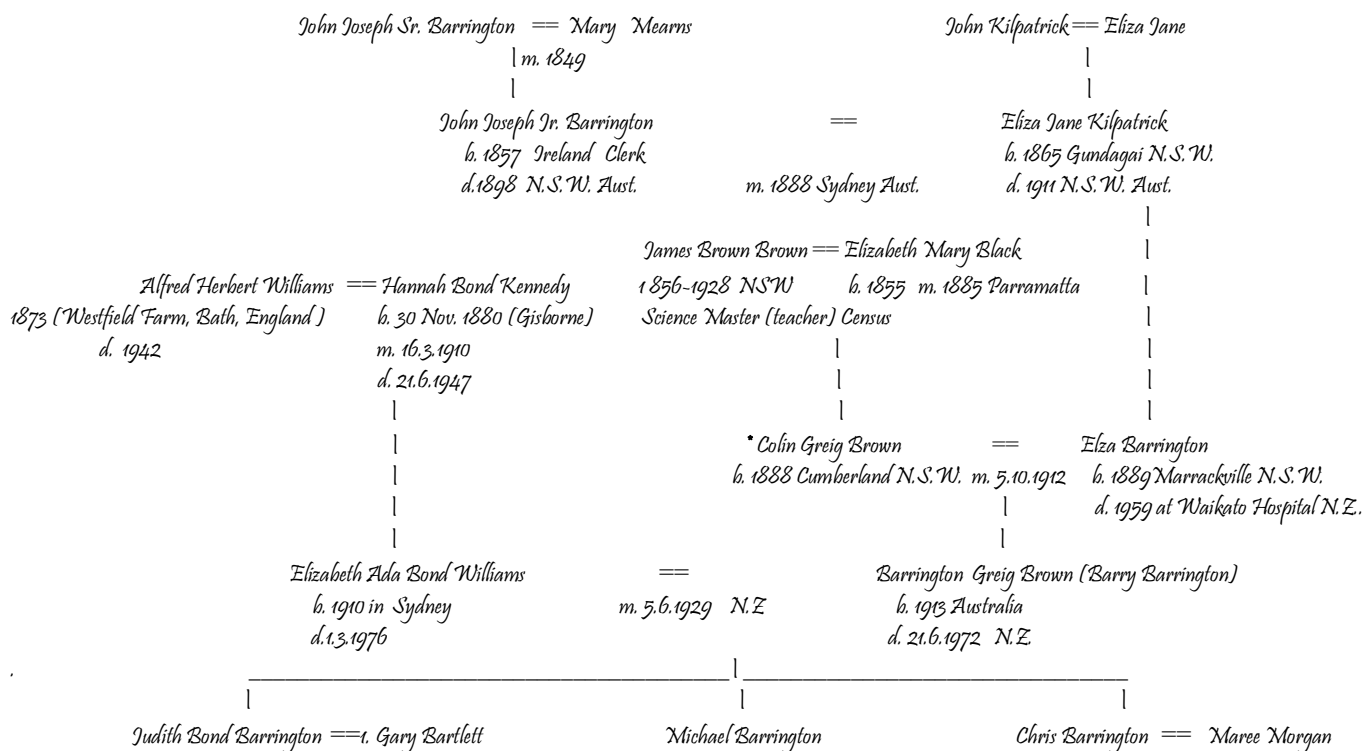 John Joseph Sr. Barrington == Mary Mearns John Kilpatrick == Eliza Jane
m. 1849
John Joseph Jr. Barrington == Eliza Jane Kilpatrick
b. 1857 Ireland Clerk b. 1865 Gundagai N.S.W.
d.1898 N.S.W. Aust. m. 1888 Sydney Aust. d. 1911 N.S.W. Aust.
James Brown Brown == Elizabeth Mary Black
Alfred Herbert Williams == Hannah Bond Kennedy 1856-1928 NSW b. 1855 m. 1885 Parramatta
1873 (Westfield Farm, Bath, England) b. 30 Nov. 1880 (Gisborne) Science Master (teacher) Census
d. 1942 m. 16.3.1910
d. 21.6.1947
* Colin Greig Brown == Elza Barrington
b. 1888 Cumberland N.S.W. m. 5.10.1912 b. 1889 Marrackville N.S.W.
d. 1959 at Waikato Hospital N.Z.
Elizabeth Ada Bond Williams == Barrington Greig Brown (Barry Barrington)
b. 1910 in Sydney m. 5.6.1929 N.Z b. 1913 Australia
d.1.3.1976 d. 21.6.1972 N.Z.
Judith Bond Barrington ==1. Gary Bartlett Michael Barrington Chris Barrington == Maree Morgan